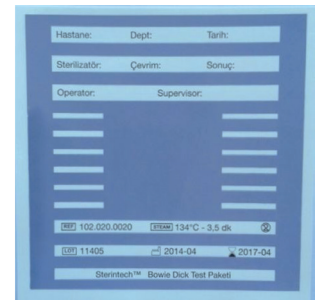 Hastane: Dept: Tarih:
Sterilizatör: Çevrim: Sonuç:
Operator: Supervisor:
REF 102.020.0020 STEAM 134°C - 3,5 dk
LOT 11405 2014-04 2017-04
Sterintech™ Bowie Dick Test Paketi